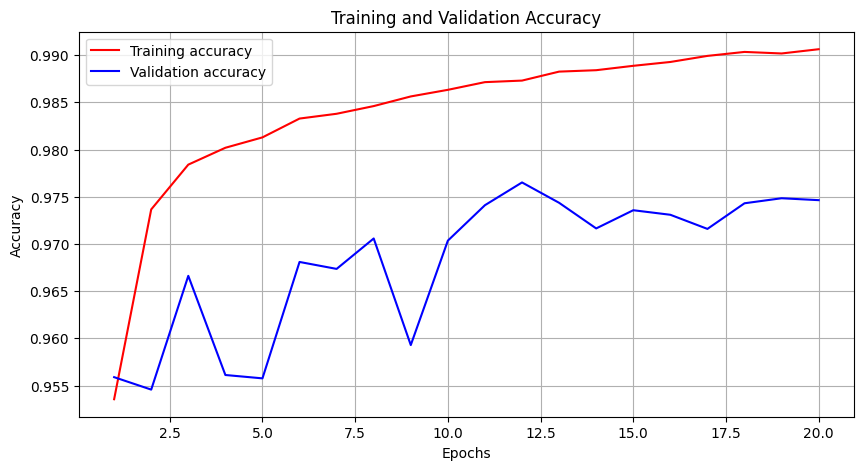 Training and Validation Accuracy
Training accuracy
Validation accuracy
0.990
0.985
0.980
0.975
0.970
0.965
0.960
0.955
Accuracy
2.5 5.0 7.5 10.0 12.5 15.0 17.5 20.0
Epochs